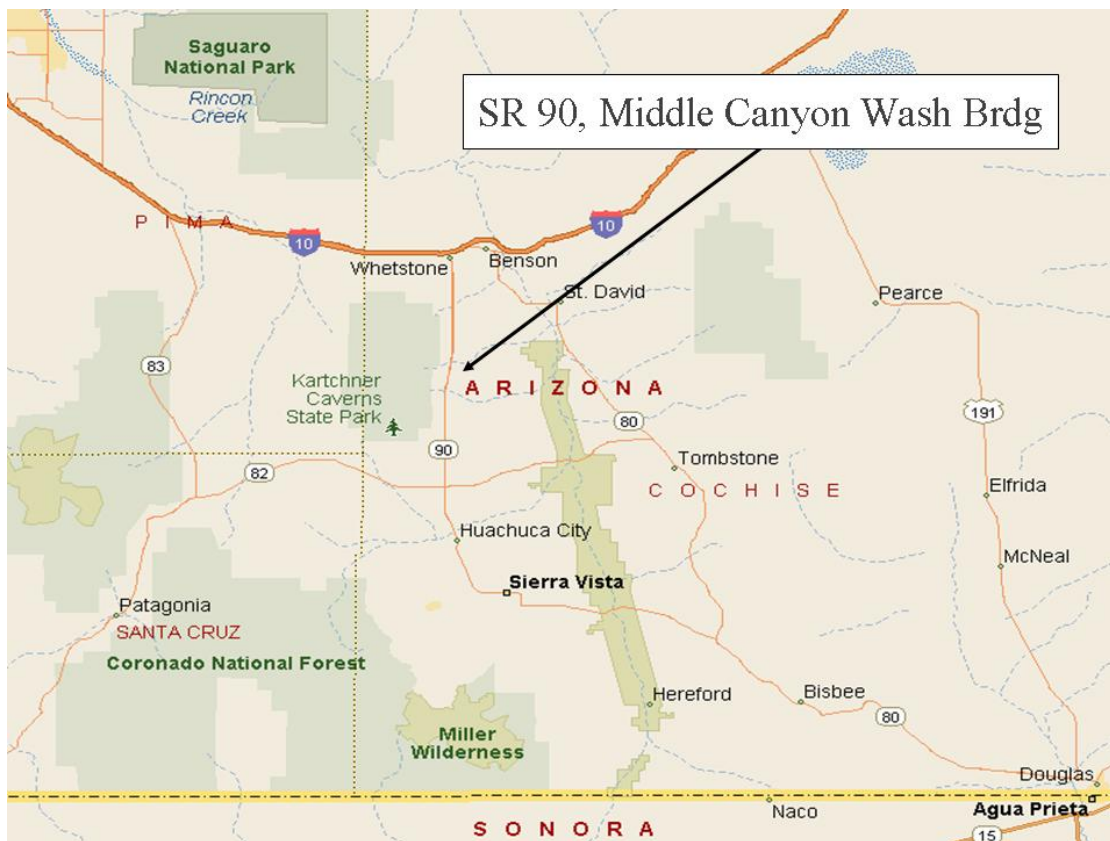 Saguaro
National Park
Rincon
Creek
SR 90, Middle Canyon Wash Brdg
P I M A
10
10
Whetstone
Benson
St. David
Pearce
83
Kartchner
Caverns
State Park
A R I Z O N A
80
191
90
82
Tombstone
C O C H I S E
Elfrida
Huachuca City
McNeal
Sierra Vista
Patagonia
SANTA CRUZ
Coronado National Forest
Hereford
Bisbee
80
Miller
Wilderness
Douglas
Naco
Agua Prieta
S O N O R A
15